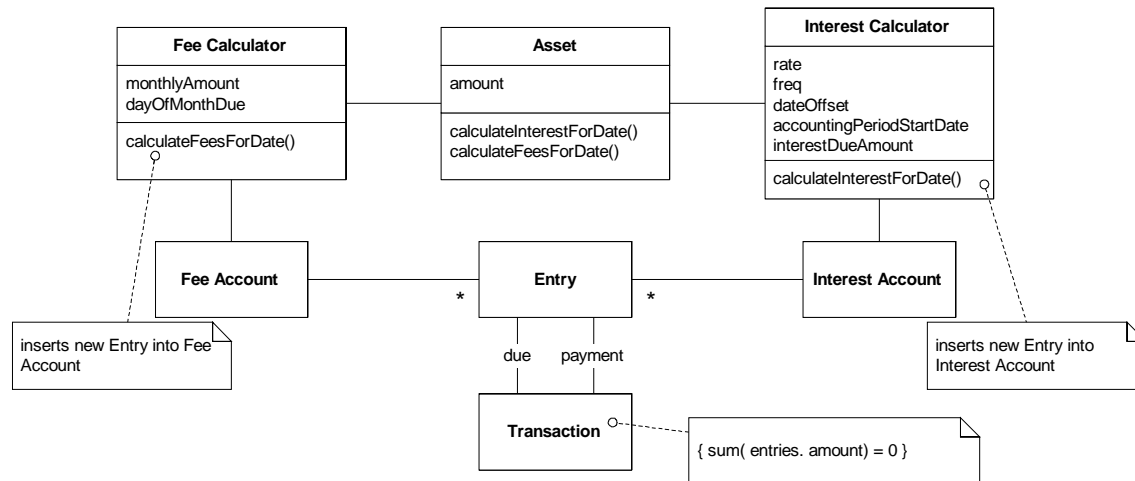 Fee Calculator
monthlyAmount
dayOfMonthDue
calculateFeesForDate()
Asset
amount
calculateInterestForDate()
calculateFeesForDate()
Interest Calculator
rate
freq
dateOffset
accountingPeriodStartDate
interestDueAmount
calculateInterestForDate()
Fee Account
*
Entry
*
Interest Account
inserts new Entry into Fee
Account
due
payment
inserts new Entry into
Interest Account
Transaction
{ sum( entries. amount) = 0 }